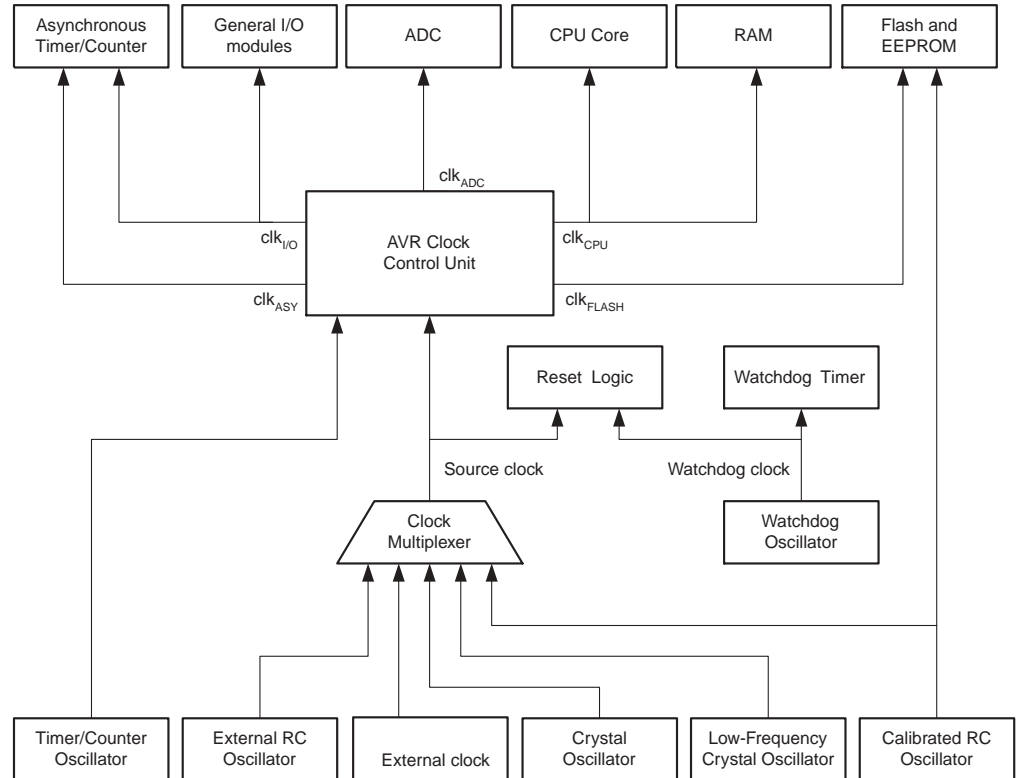 Asynchronous
Timer/Counter
General I/O
modules
ADC
CPU Core
RAM
Flash and
EEPROM
clkADC
clkI/O
AVR Clock
Control Unit
clkCPU
clkASY
clkFLASH
Reset Logic
Watchdog Timer
Source clock
Watchdog clock
Clock
Multiplexer
Watchdog
Oscillator
Timer/Counter
Oscillator
External RC
Oscillator
External clock
Crystal
Oscillator
Low-Frequency
Crystal Oscillator
Calibrated RC
Oscillator